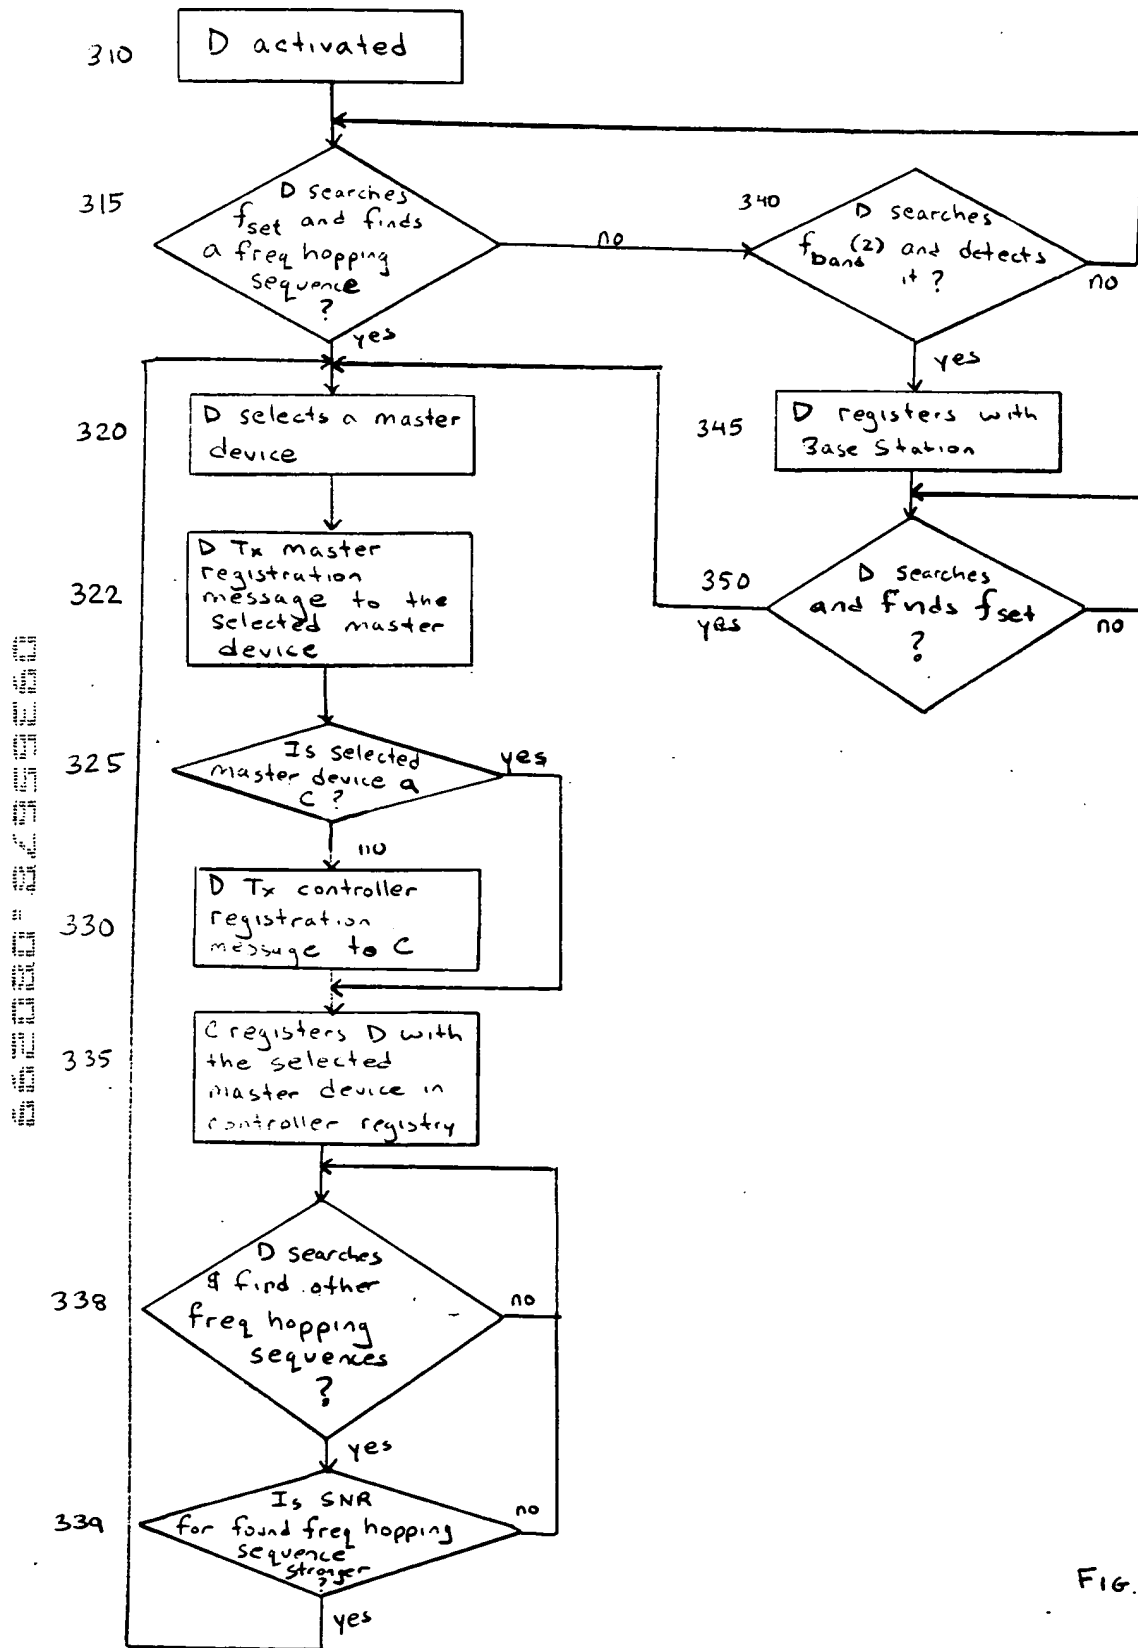 310
D activated
315
D searches
fset and finds
a freq hopping
sequence
?
no
yes
340
D searches
fband(2) and detects
it ?
no
yes
320
D selects a master
device
345
D registers with
Base Station
322
D Tx master
registration
message to the
selected master
device
350
D searches
and finds fset
?
yes
no
325
Is selected
master device a
C ?
yes
no
330
D Tx controller
registration
message to C
335
C registers D with
the selected
master device in
controller registry
338
D searches
& find other
freq hopping
sequences
?
no
yes
339
Is SNR
for found freq hopping
sequence
stronger
?
no
yes
FIG.